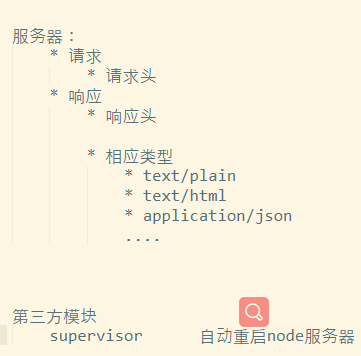 服务器：
* 请求
* 请求头
* 响应
* 响应头
* 相应类型
* text/plain
* text/html
* application/json
....
第三方模块
supervisor 自动重启node服务器